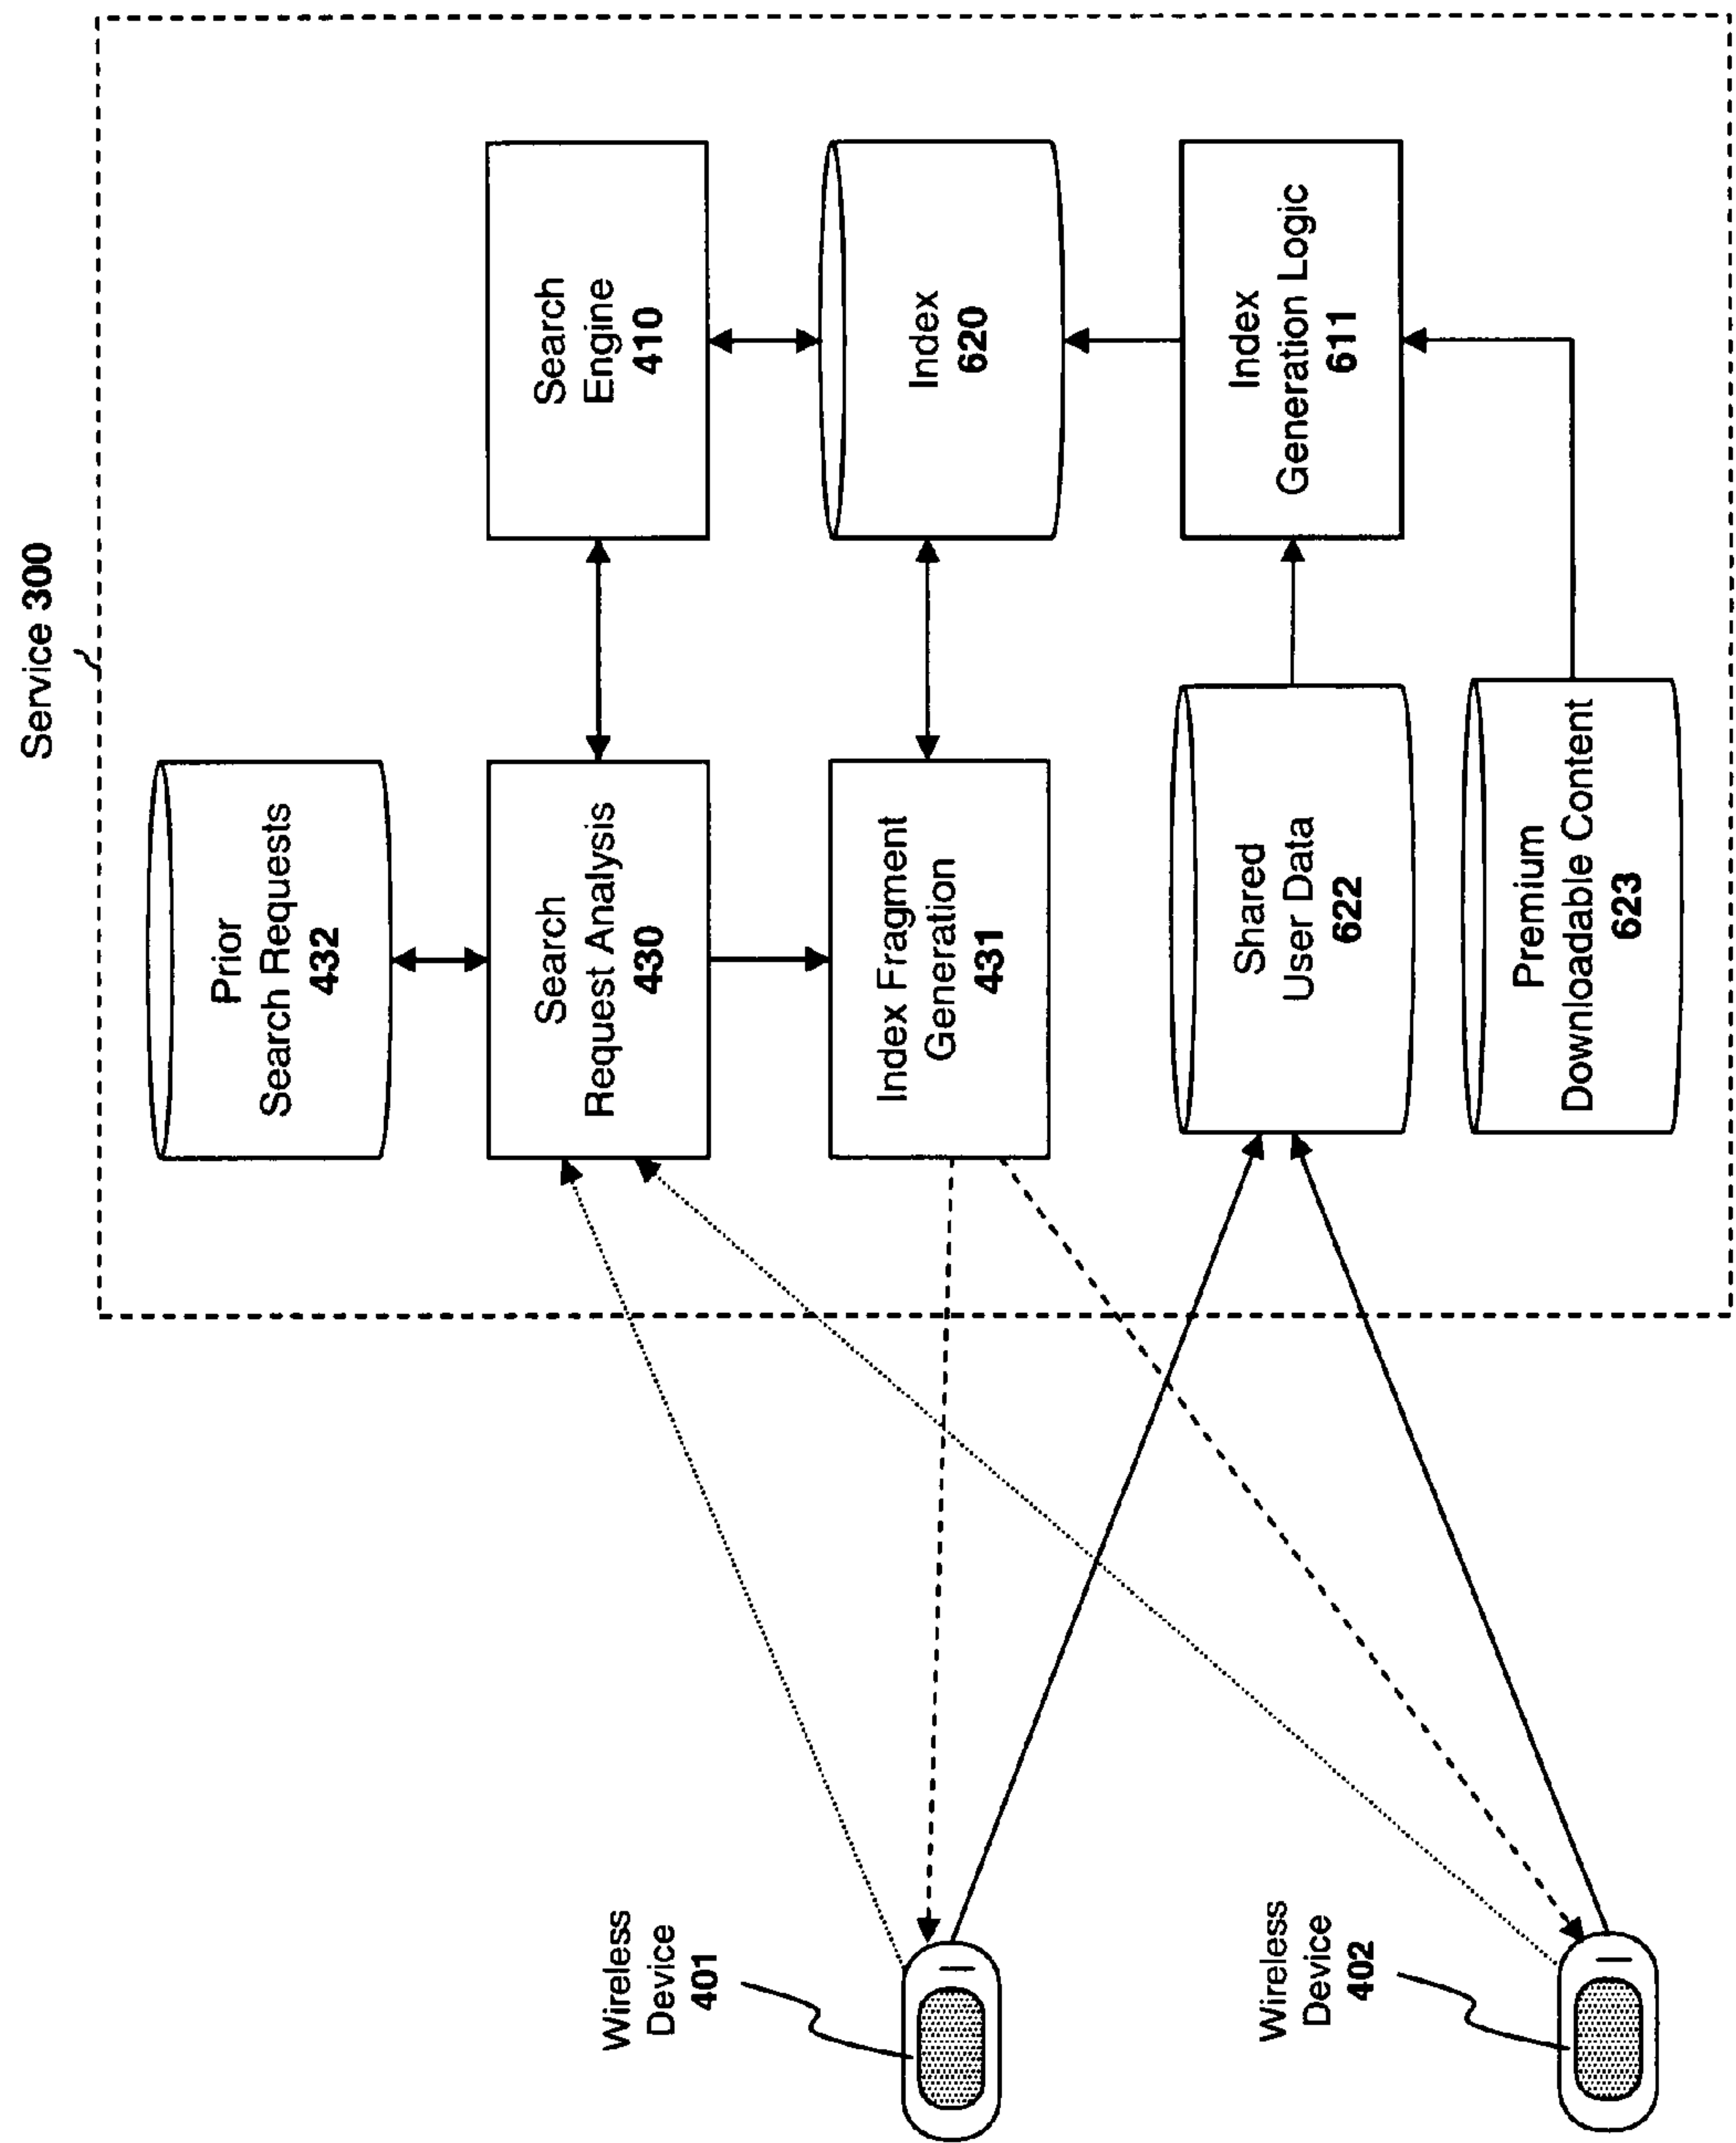 Service 300
Prior
Search Requests
432
Search
Request Analysis
430
Search
Engine
410
Index Fragment
Generation
431
Index
620
Shared
User Data
622
Index
Generation Logic
611
Premium
Downloadable Content
623
Wireless
Device
401
Wireless
Device
402